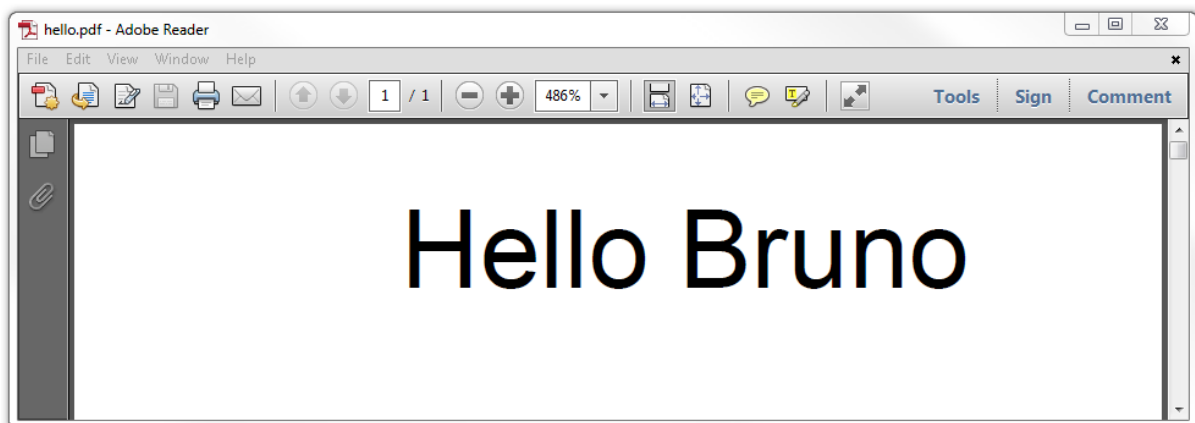 hello.pdf - Adobe Reader
File Edit View Window Help
1 / 1 486% Tools Sign Comment
Hello Bruno